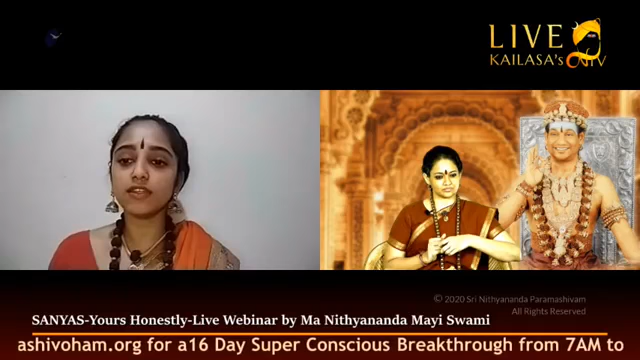 LIVE
KAILASA's TV
© 2020 Sri Nithyananda Paramashivam
All Rights Reserved
SANYAS-Yours Honestly-Live Webinar by Ma Nithyananda Mayi Swami
ashivoham.org for a16 Day Super Conscious Breakthrough from 7AM to